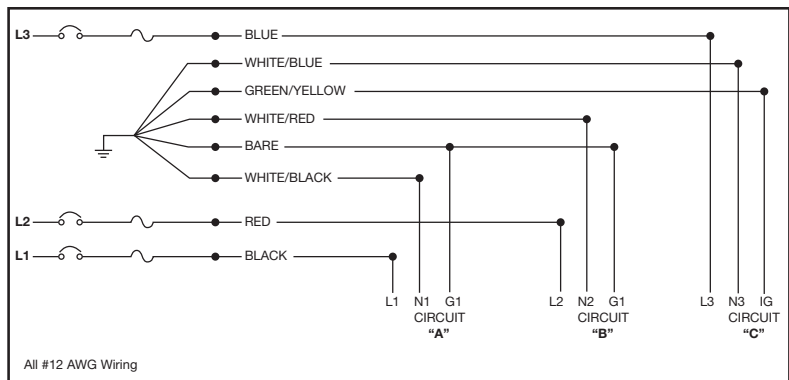 L3 BLUE
WHITE/BLUE
GREEN/YELLOW
WHITE/RED
BARE
WHITE/BLACK
L2 RED
L1 BLACK
L1 N1 G1 L2 N2 G1 L3 N3 IG
CIRCUIT CIRCUIT CIRCUIT
“A” “B” “C”
All #12 AWG Wiring